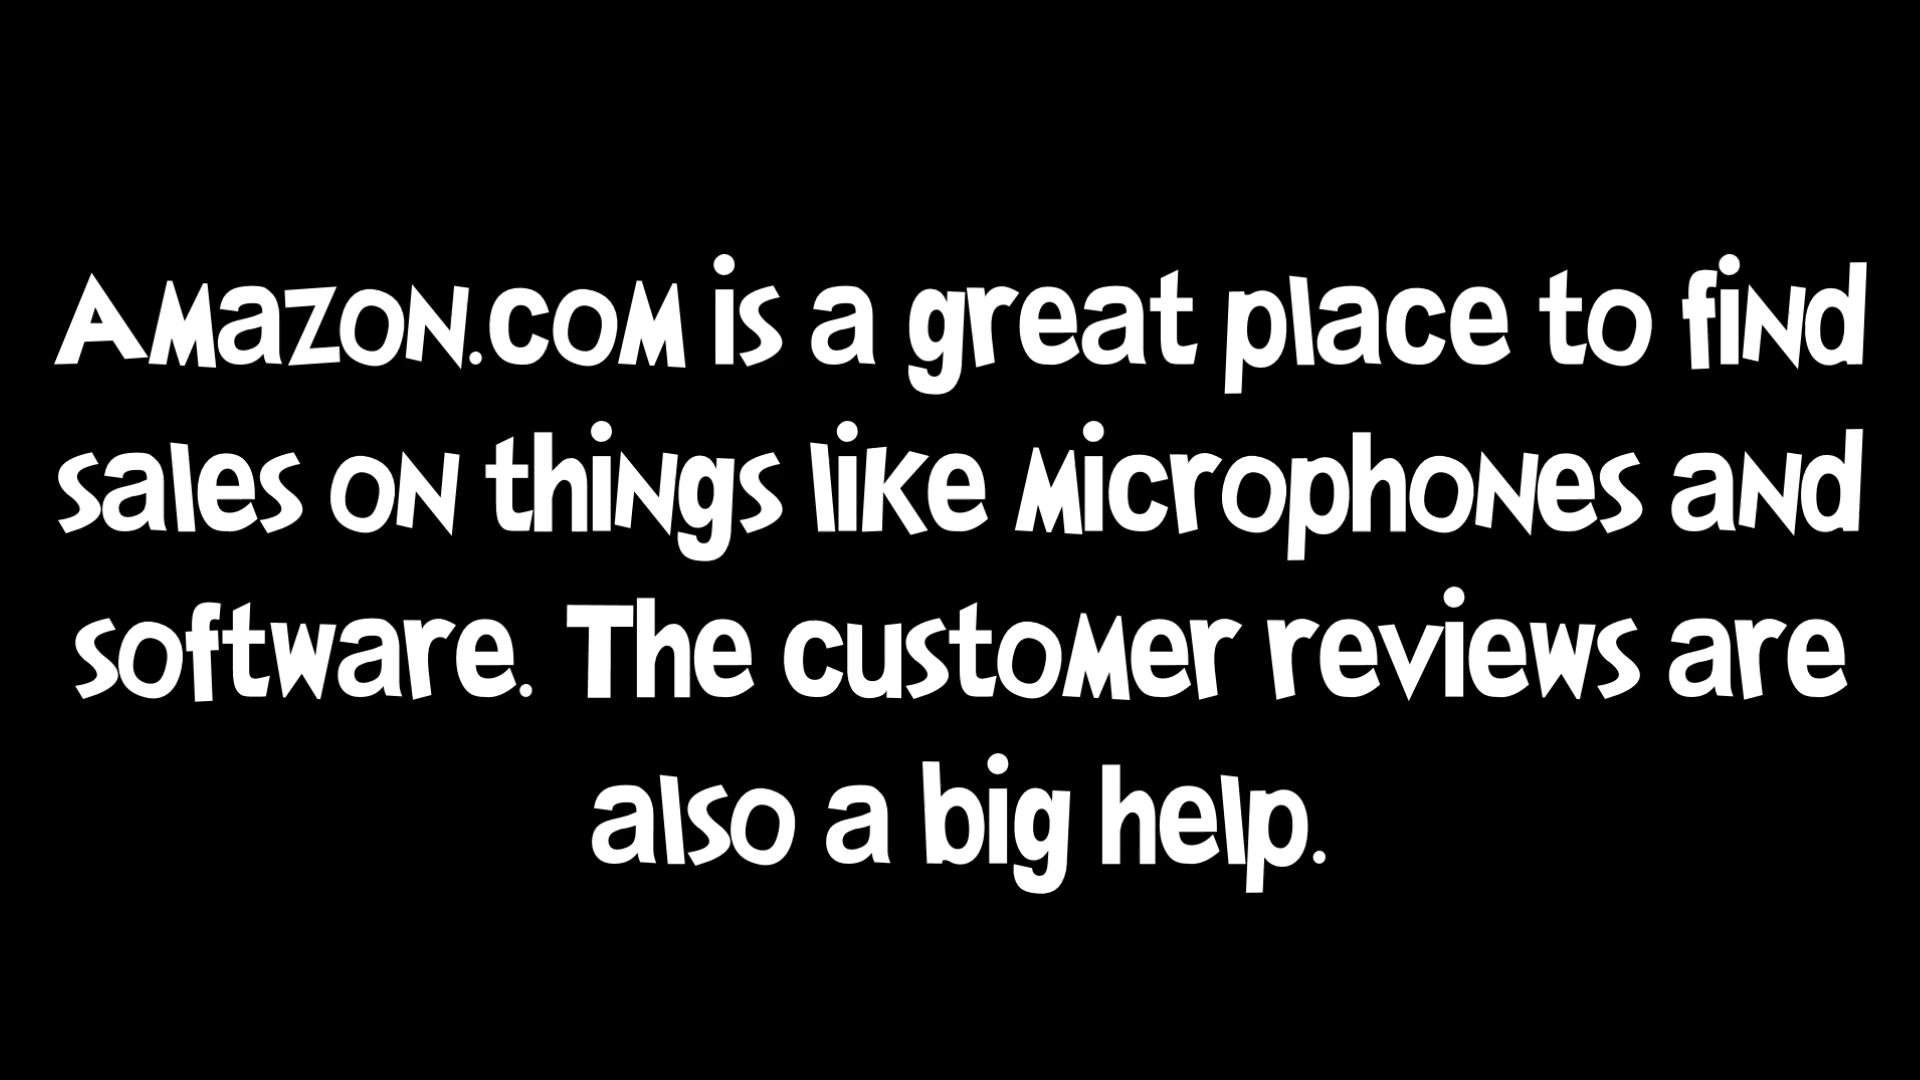 Amazon.com is a great place to find
sales on things like microphones and
software. The customer reviews are
also a big help.